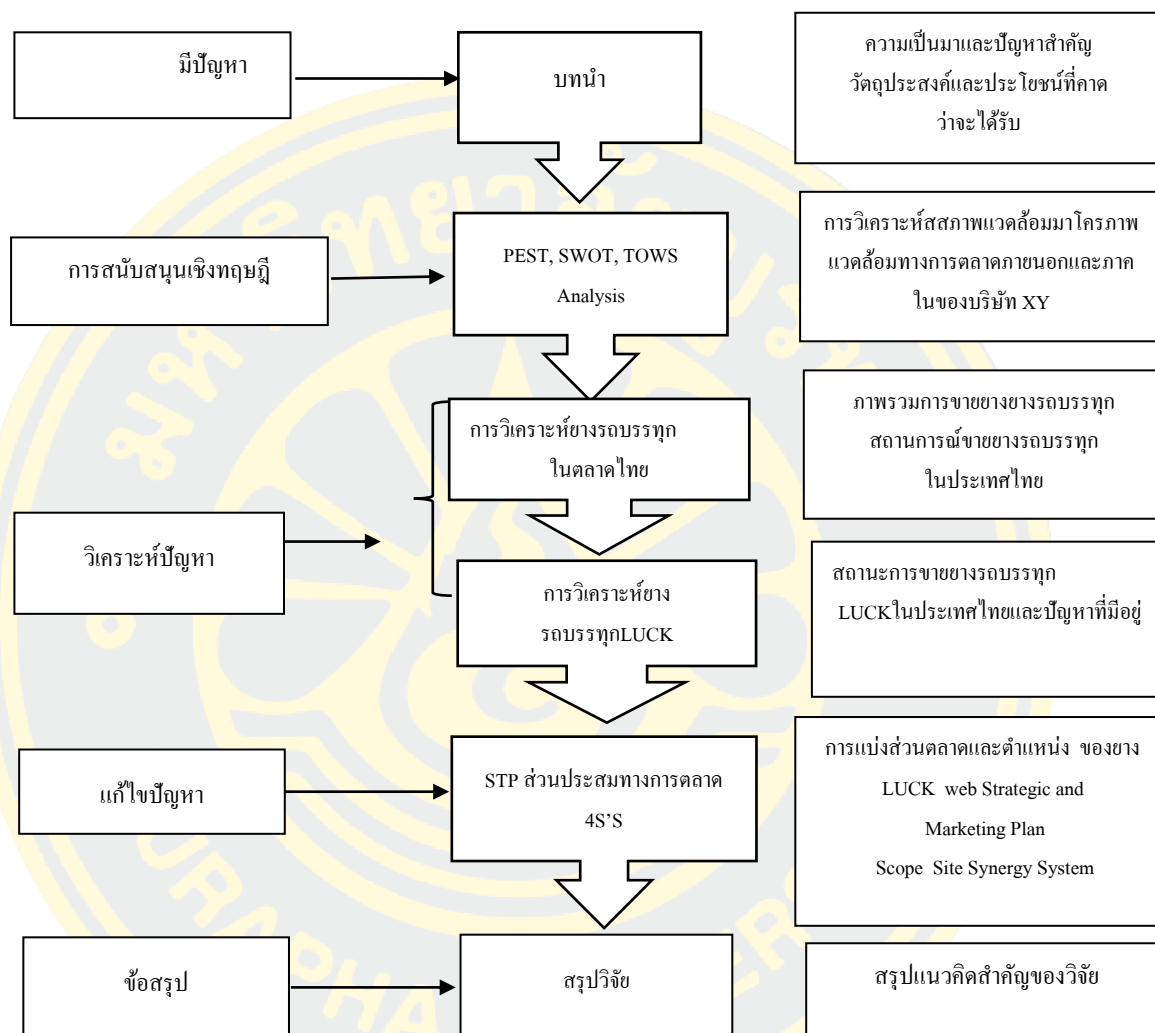 มีปัญหา
บทนำ
ความเป็นมาและปัญหาสำคัญ
วัตถุประสงค์และประโยชน์ที่คาด
ว่าจะได้รับ
การสนับสนุนเชิงทฤษฎี
PEST, SWOT, TOWS
Analysis
การวิเคราะห์สสภาพแวดล้อมมาโครภาพ
แวดล้อมทางการตลาดภายนอกและภาค
ในของบริษัท XY
วิเคราะห์ปัญหา
การวิเคราะห์ยางรถบรรทุก
ในตลาดไทย
ภาพรวมการขายยางยางรถบรรทุก
สถานการณ์ขายยางรถบรรทุก
ในประเทศไทย
การวิเคราะห์ยาง
รถบรรทุกLUCK
สถานะการขายยางรถบรรทุก
LUCKในประเทศไทยและปัญหาที่มีอยู่
แก้ไขปัญหา
STP ส่วนประสมทางการตลาด
4S’S
การแบ่งส่วนตลาดและตำแหน่ง ของยาง
LUCK web Strategic and
Marketing Plan
Scope Site Synergy System
ข้อสรุป
สรุปวิจัย
สรุปแนวคิดสำคัญของวิจัย